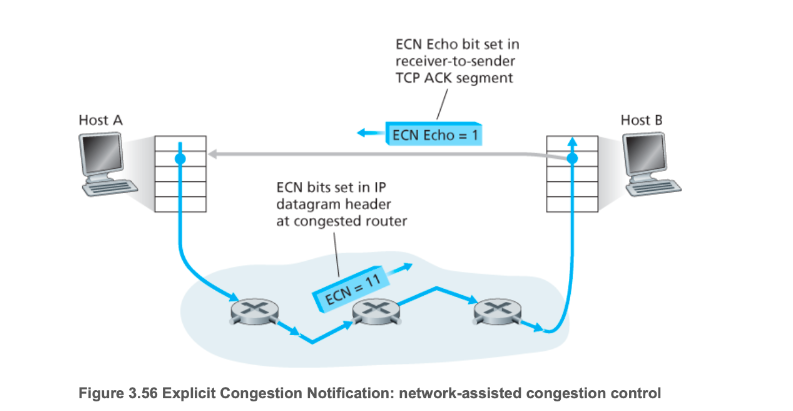 ECN Echo bit set in
receiver-to-sender
TCP ACK segment
Host A
ECN Echo = 1
Host B
ECN bits set in IP
datagram header
at congested router
ECN = 11
Figure 3.56 Explicit Congestion Notification: network-assisted congestion control